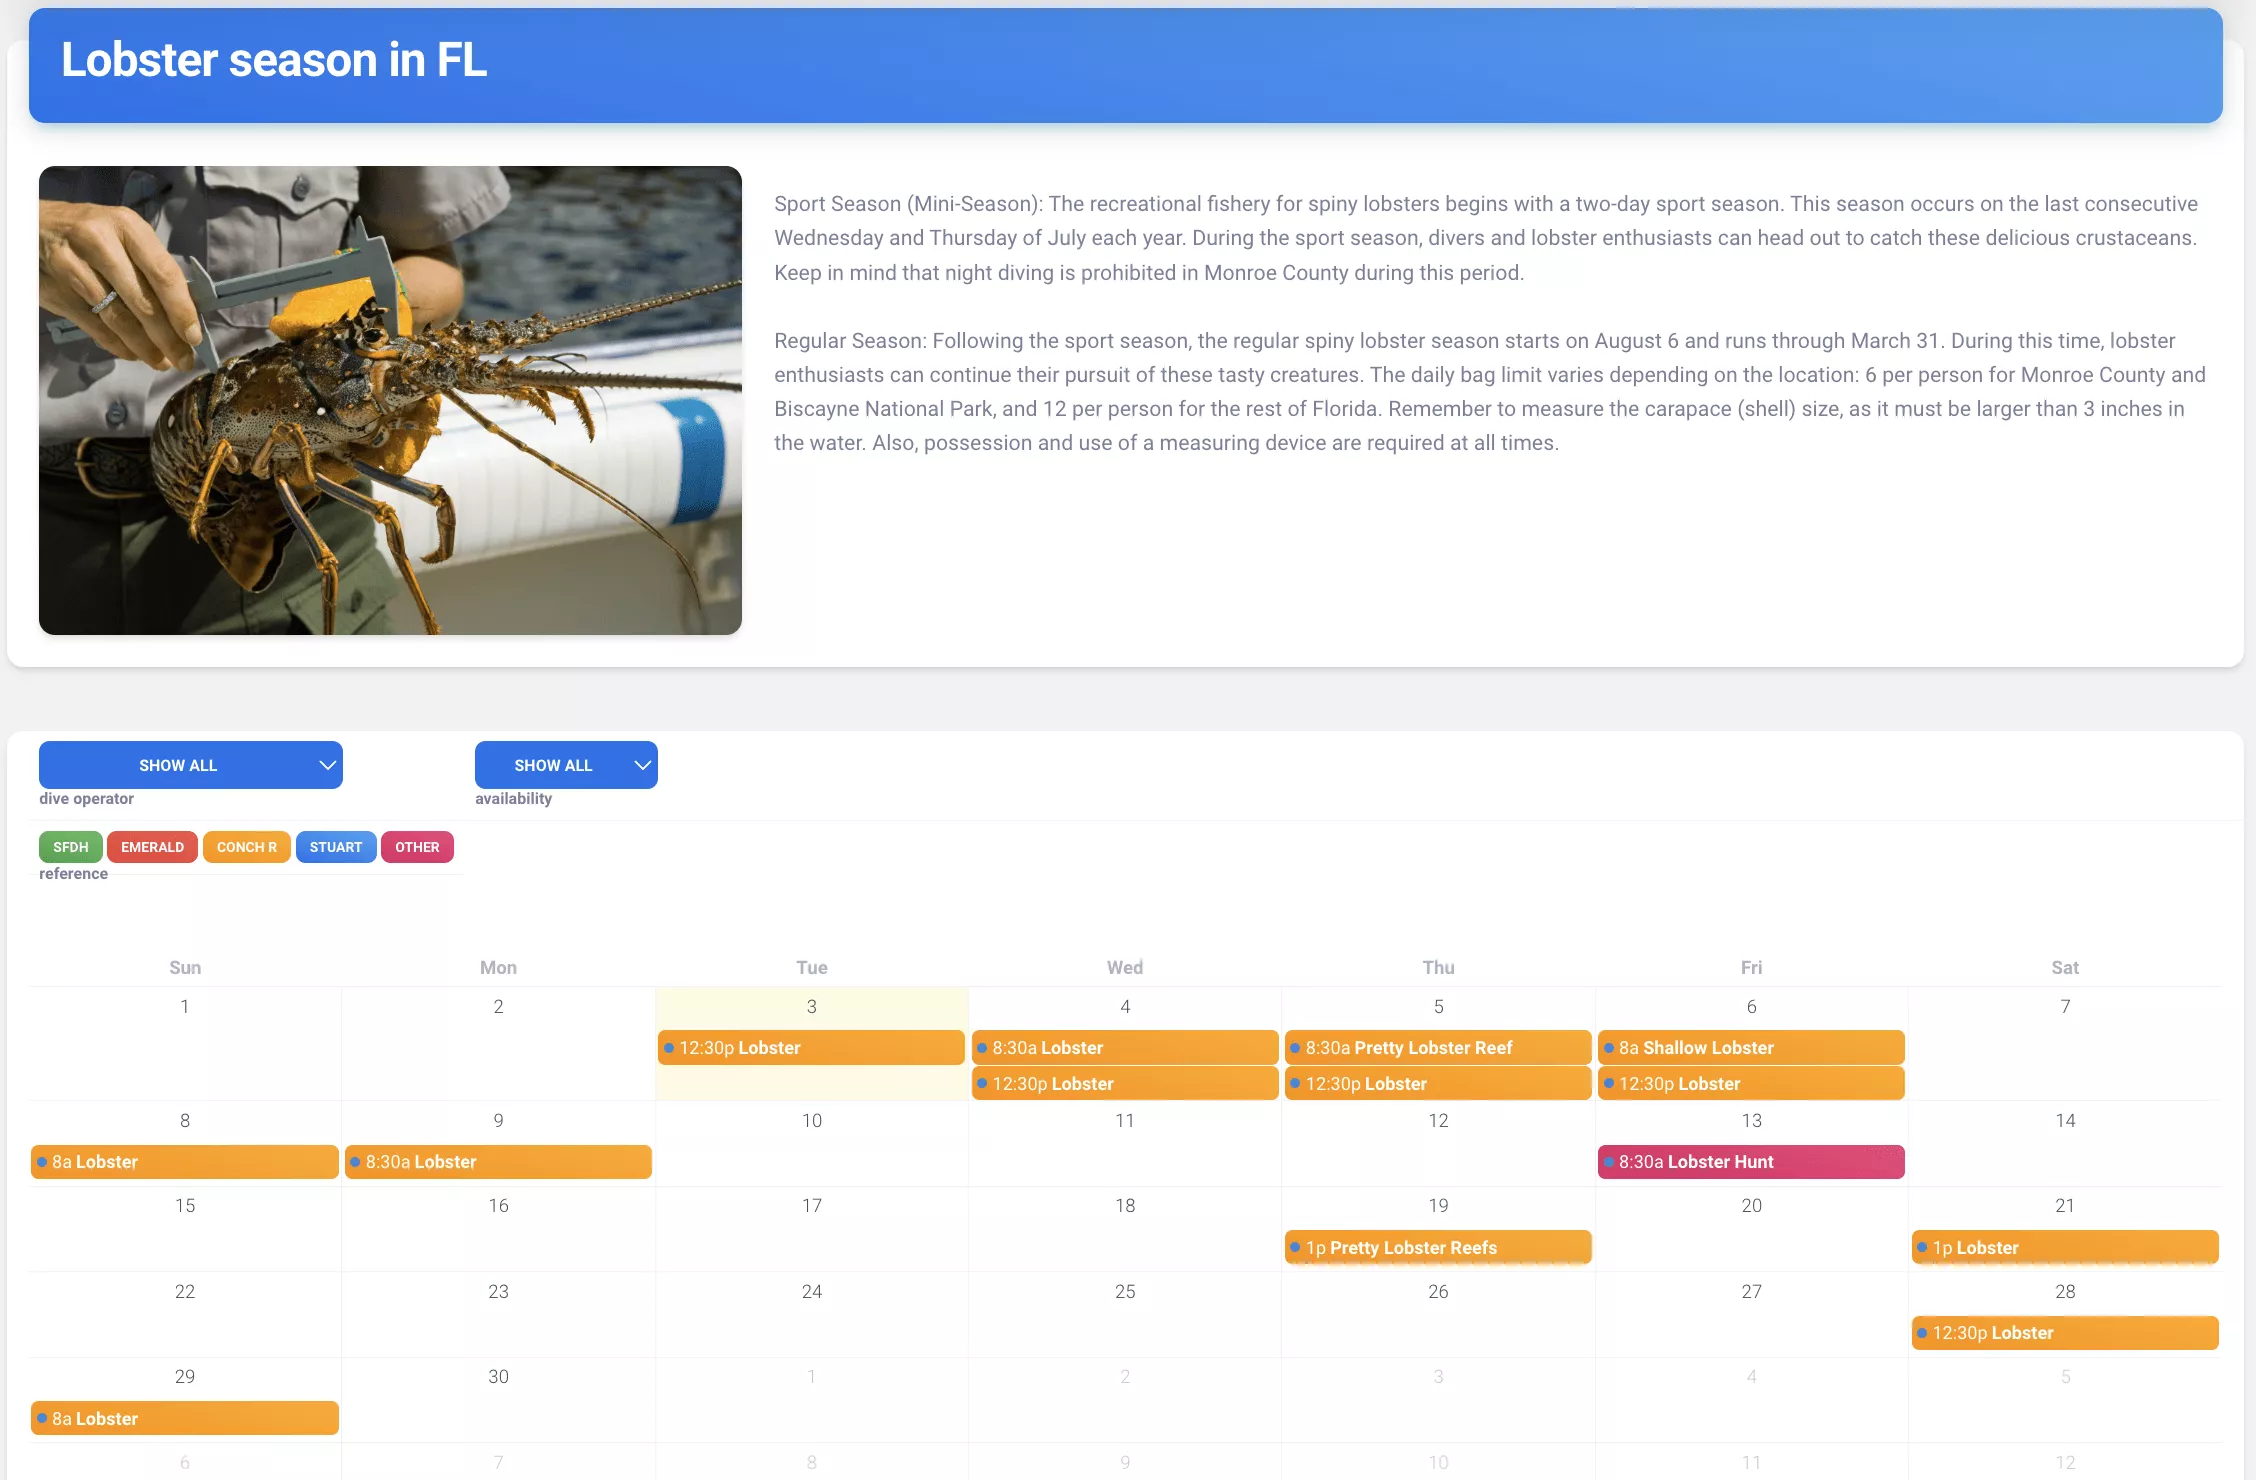 Lobster season in FL
Sport Season (Mini-Season): The recreational fishery for spiny lobsters begins with a two-day sport season. This season occurs on the last consecutive
Wednesday and Thursday of July each year. During the sport season, divers and lobster enthusiasts can head out to catch these delicious crustaceans.
Keep in mind that night diving is prohibited in Monroe County during this period.
Regular Season: Following the sport season, the regular spiny lobster season starts on August 6 and runs through March 31. During this time, lobster
enthusiasts can continue their pursuit of these tasty creatures. The daily bag limit varies depending on the location: 6 per person for Monroe County and
Biscayne National Park, and 12 per person for the rest of Florida. Remember to measure the carapace (shell) size, as it must be larger than 3 inches in
the water. Also, possession and use of a measuring device are required at all times.
SHOW ALL SHOW ALL
dive operator availability
SFDH EMERALD CONCH R STUART OTHER
reference
Sun Mon Tue Wed Thu Fri Sat
1 2 3 4 5 6 7
12:30p Lobster 8:30a Lobster 8:30a Pretty Lobster Reef 8a Shallow Lobster
12:30p Lobster 12:30p Lobster 12:30p Lobster
8 9 10 11 12 13 14
8a Lobster 8:30a Lobster 8:30a Lobster Hunt
15 16 17 18 19 20 21
1p Pretty Lobster Reefs 1p Lobster
22 23 24 25 26 27 28
12:30p Lobster
29 30 1 2 3 4 5
8a Lobster
6 7 8 9 10 11 12